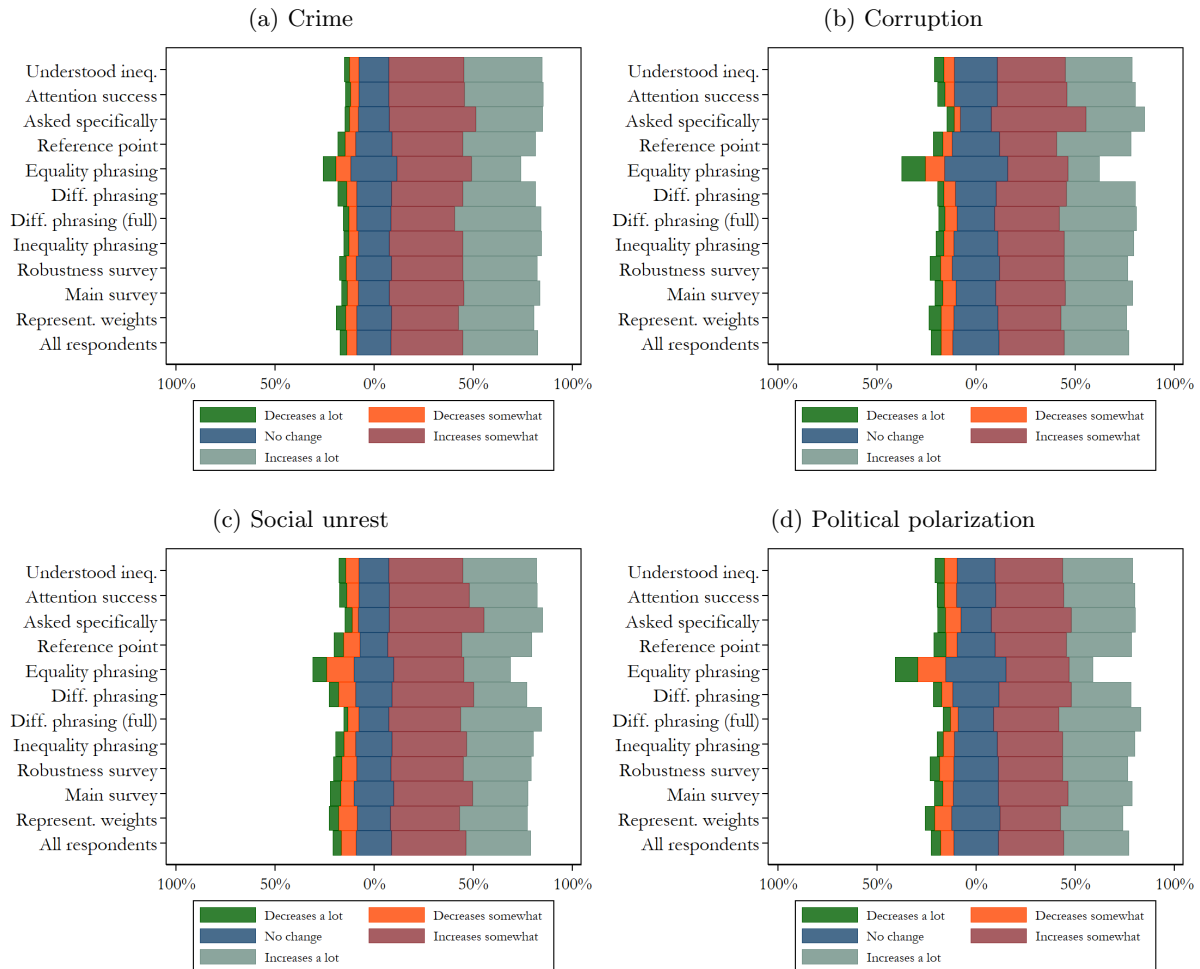 (a) Crime
Understood ineq.
Attention success
Asked specifically
Reference point
Equality phrasing
Diff. phrasing
Diff. phrasing (full)
Inequality phrasing
Robustness survey
Main survey
Represent. weights
All respondents
100% 50% 0% 50% 100%
Decreases a lot Decreases somewhat
No change Increases somewhat
Increases a lot
(b) Corruption
Understood ineq.
Attention success
Asked specifically
Reference point
Equality phrasing
Diff. phrasing
Diff. phrasing (full)
Inequality phrasing
Robustness survey
Main survey
Represent. weights
All respondents
100% 50% 0% 50% 100%
Decreases a lot Decreases somewhat
No change Increases somewhat
Increases a lot
(c) Social unrest
Understood ineq.
Attention success
Asked specifically
Reference point
Equality phrasing
Diff. phrasing
Diff. phrasing (full)
Inequality phrasing
Robustness survey
Main survey
Represent. weights
All respondents
100% 50% 0% 50% 100%
Decreases a lot Decreases somewhat
No change Increases somewhat
Increases a lot
(d) Political polarization
Understood ineq.
Attention success
Asked specifically
Reference point
Equality phrasing
Diff. phrasing
Diff. phrasing (full)
Inequality phrasing
Robustness survey
Main survey
Represent. weights
All respondents
100% 50% 0% 50% 100%
Decreases a lot Decreases somewhat
No change Increases somewhat
Increases a lot